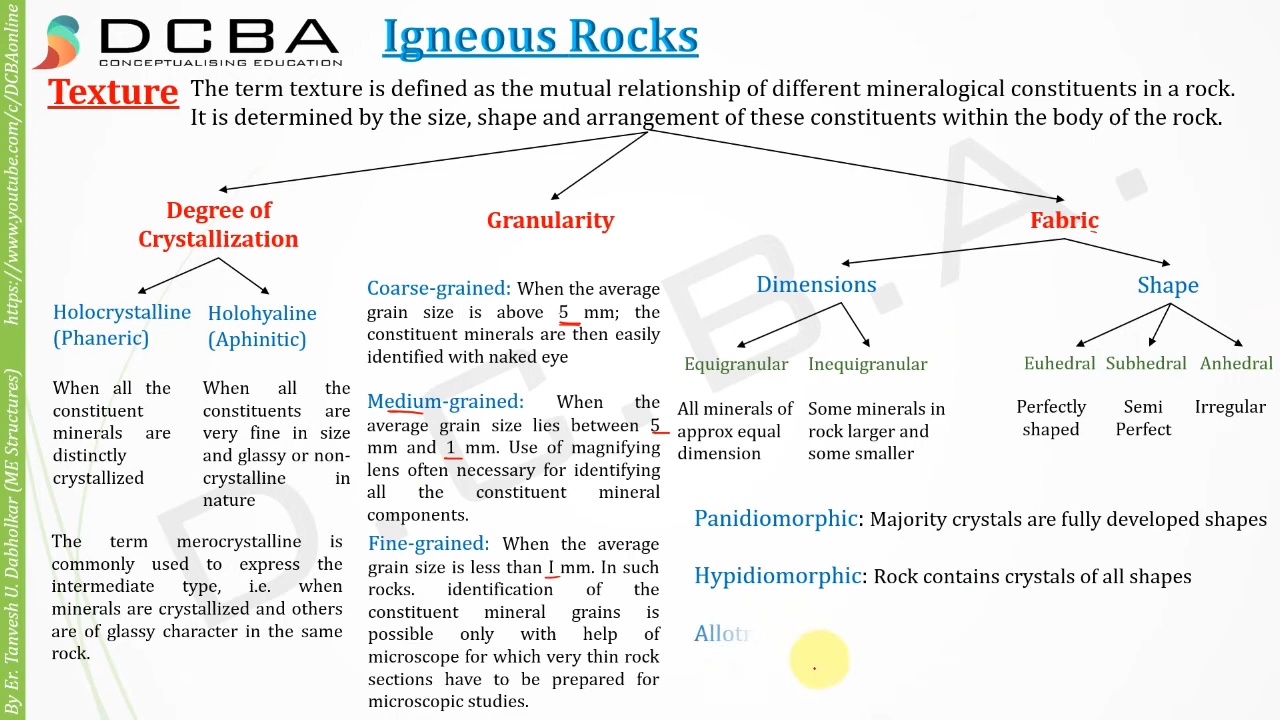 DCBA
CONCEPTUALISING EDUCATION
Igneous Rocks
Texture
The term texture is defined as the mutual relationship of different mineralogical constituents in a rock.
It is determined by the size, shape and arrangement of these constituents within the body of the rock.
Degree of
Crystallization
Holocrystalline
(Phaneric)
When all the
constituent
minerals are
distinctly
crystallized
Holohyaline
(Aphinitic)
When all the
constituents are
very fine in size
and glassy or non-
crystalline in
nature
The term merocrystalline is
commonly used to express the
intermediate type, i.e. when
minerals are crystallized and others
are of glassy character in the same
rock.
Granularity
Coarse-grained: When the average
grain size is above 5 mm; the
constituent minerals are then easily
identified with naked eye
Medium-grained: When the
average grain size lies between 5
mm and 1 mm. Use of magnifying
lens often necessary for identifying
all the constituent mineral
components.
Fine-grained: When the average
grain size is less than I mm. In such
rocks. identification of the
constituent mineral grains is
possible only with help of
microscope for which very thin rock
sections have to be prepared for
microscopic studies.
Fabric
Dimensions
Equigranular
All minerals of
approx equal
dimension
Inequigranular
Some minerals in
rock larger and
some smaller
Shape
Euhedral
Perfectly
shaped
Subhedral
Semi
Perfect
Anhedral
Irregular
Panidiomorphic: Majority crystals are fully developed shapes
Hypidiomorphic: Rock contains crystals of all shapes
Allotr
By Er. Tanvesh U. Dabholkar (ME Structures) https://www.youtube.com/c/DCBAonline
D.C.B.A.